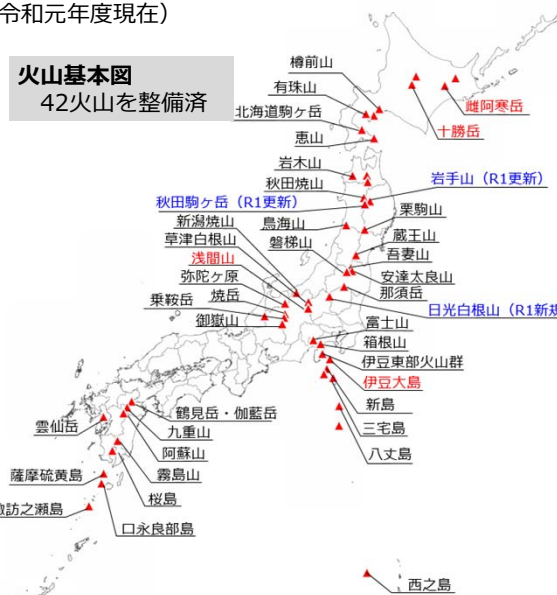 令和元年度現在）
火山基本図
42火山を整備済
樽前山
有珠山
北海道駒ヶ岳
恵山
雌阿寒岳
十勝岳
岩木山
秋田焼山
秋田駒ヶ岳（R1更新）
岩手山（R1更新）
新潟焼山
鳥海山
栗駒山
草津白根山
磐梯山
蔵王山
浅間山
吾妻山
弥陀ヶ原
安達太良山
乗鞍岳
焼岳
那須岳
御嶽山
日光白根山（R1新規
富士山
箱根山
伊豆東部火山群
伊豆大島
新島
三宅島
八丈島
雲仙岳
鶴見岳・伽藍岳
九重山
阿蘇山
霧島山
薩摩硫黄島
桜島
諏訪之瀬島
口永良部島
西之島